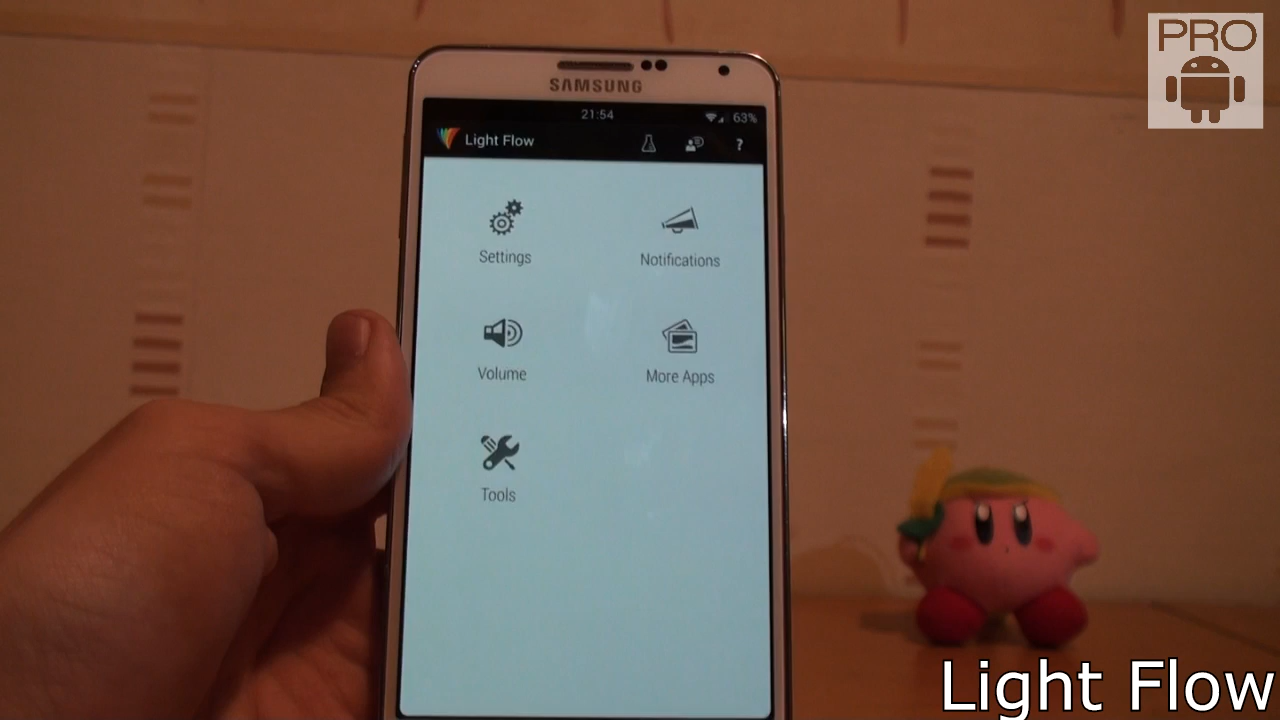 PRO
SAMSUNG
21:54 63%
Light Flow ?
Settings Notifications
Volume More Apps
Tools
Light Flow